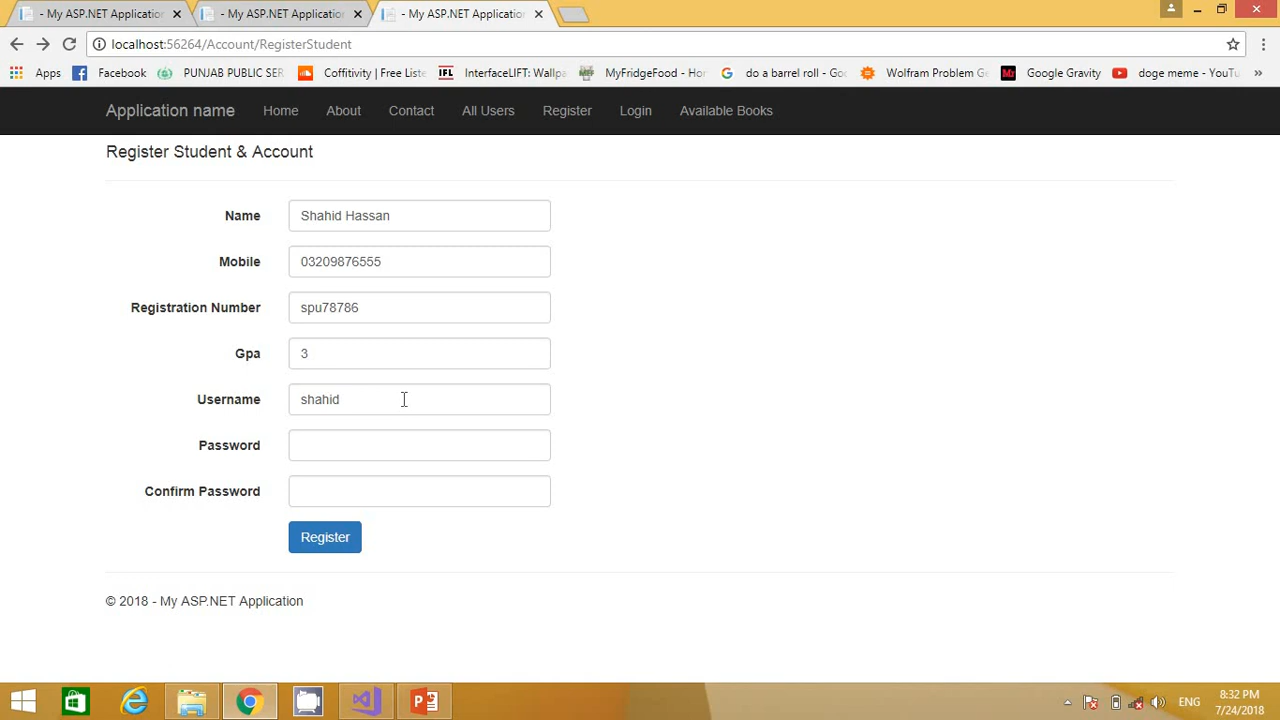 - My ASP.NET Application
- My ASP.NET Application
- My ASP.NET Application
localhost:56264/Account/RegisterStudent
Apps
Facebook
PUNJAB PUBLIC SER
Coffitivity | Free Liste
IFL
InterfaceLIFT: Wallpa
MyFridgeFood - Ho
do a barrel roll - Goo
Wolfram Problem Ge
Mr
Google Gravity
doge meme - YouTu
»
Application name
Home
About
Contact
All Users
Register
Login
Available Books
Register Student & Account
Name
Shahid Hassan
Mobile
03209876555
Registration Number
spu78786
Gpa
3
Username
shahid
Password
Confirm Password
Register
© 2018 - My ASP.NET Application
ENG
8:32 PM
7/24/2018